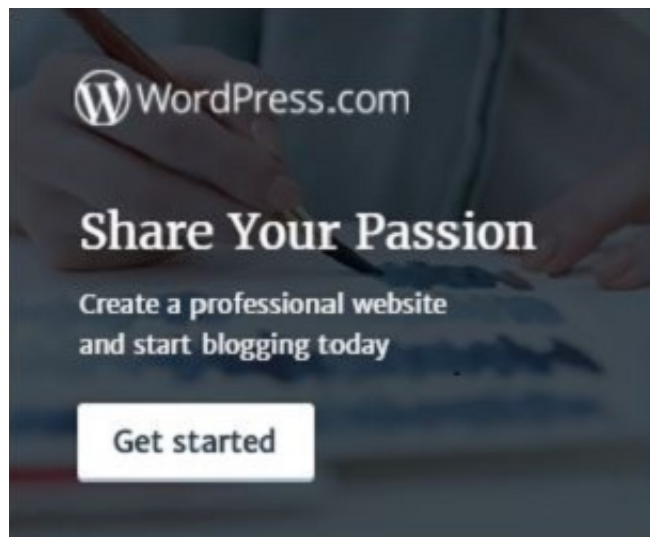 WordPress.com
Share Your Passion
Create a professional website
and start blogging today
Get started